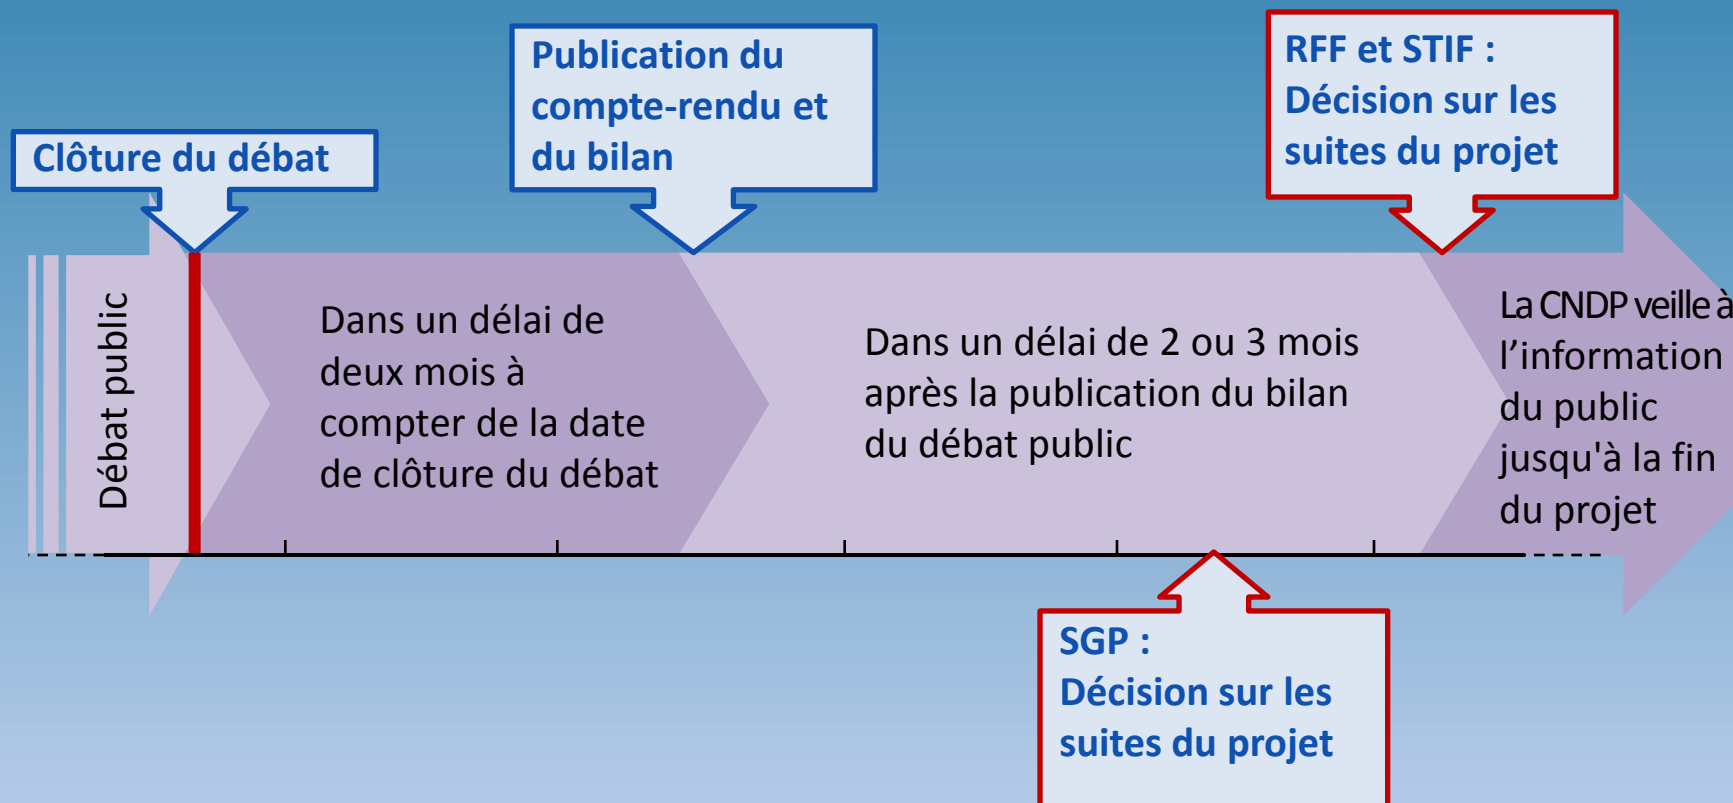 Clôture du débat
Publication du
compte-rendu et
du bilan
RFF et STIF :
Décision sur les
suites du projet
Débat public
Dans un délai de
deux mois à
compter de la date
de clôture du débat
Dans un délai de 2 ou 3 mois
après la publication du bilan
du débat public
La CNDP veille à
l’information
du public
jusqu'à la fin
du projet
SGP :
Décision sur les
suites du projet